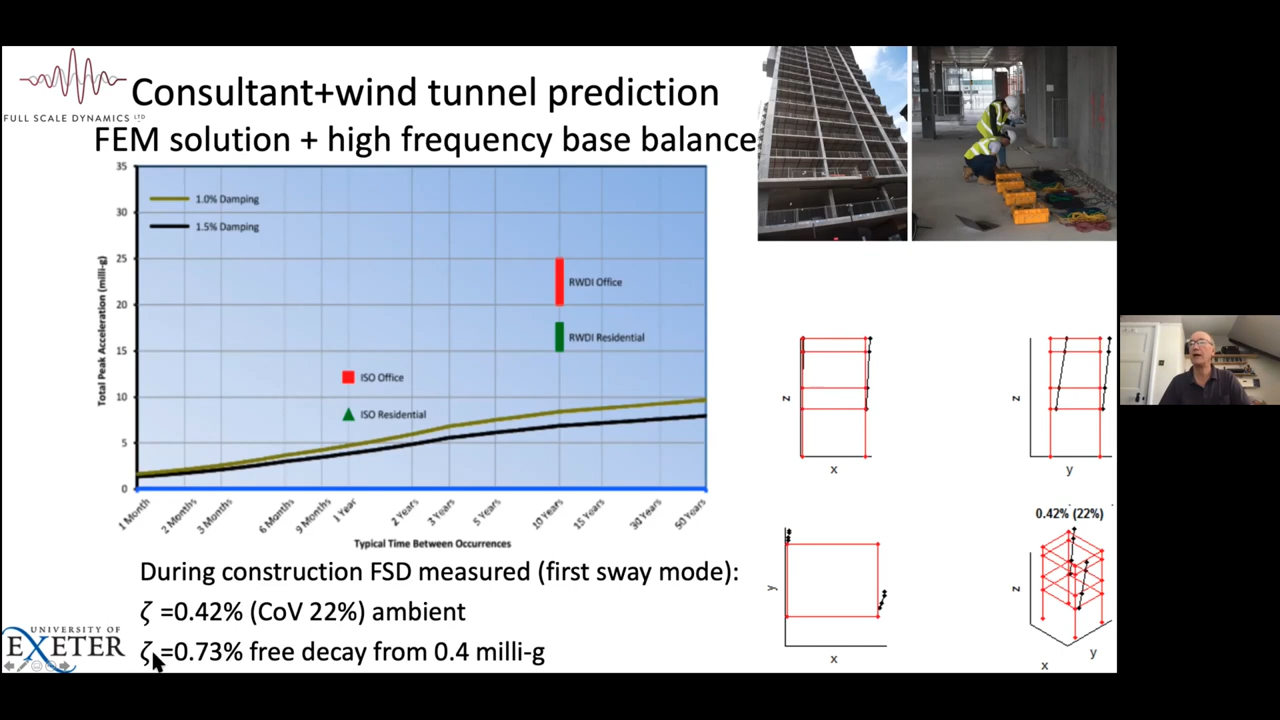 FULL SCALE DYNAMICS LTD
Consultant+wind tunnel prediction
FEM solution + high frequency base balance
35
30
25
20
15
10
5
0
Total Peak Acceleration (milli-g)
1.0% Damping
1.5% Damping
RWDI Office
RWDI Residential
ISO Office
ISO Residential
1 Month
2 Months
3 Months
6 Months
9 Months
1 Year
2 Years
3 Years
5 Years
10 Years
15 Years
30 Years
50 Years
Typical Time Between Occurrences
During construction FSD measured (first sway mode):
ζ =0.42% (CoV 22%) ambient
ζ =0.73% free decay from 0.4 milli-g
UNIVERSITY OF
EXETER
z
x
z
y
y
x
0.42% (22%)
z
x
y